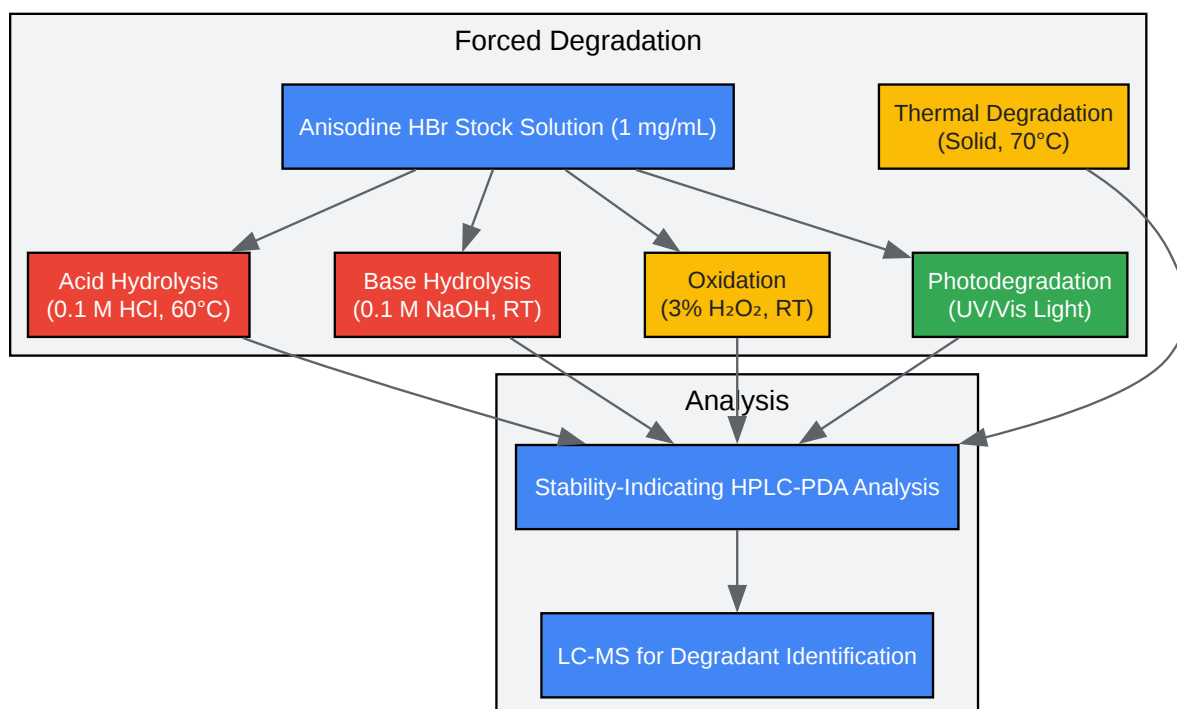 Forced Degradation
Anisodine HBr Stock Solution (1 mg/mL)
Thermal Degradation
(Solid, 70°C)
Acid Hydrolysis
(0.1 M HCl, 60°C)
Base Hydrolysis
(0.1 M NaOH, RT)
Oxidation
(3% H₂O₂, RT)
Photodegradation
(UV/Vis Light)
Analysis
Stability-Indicating HPLC-PDA Analysis
LC-MS for Degradant Identification